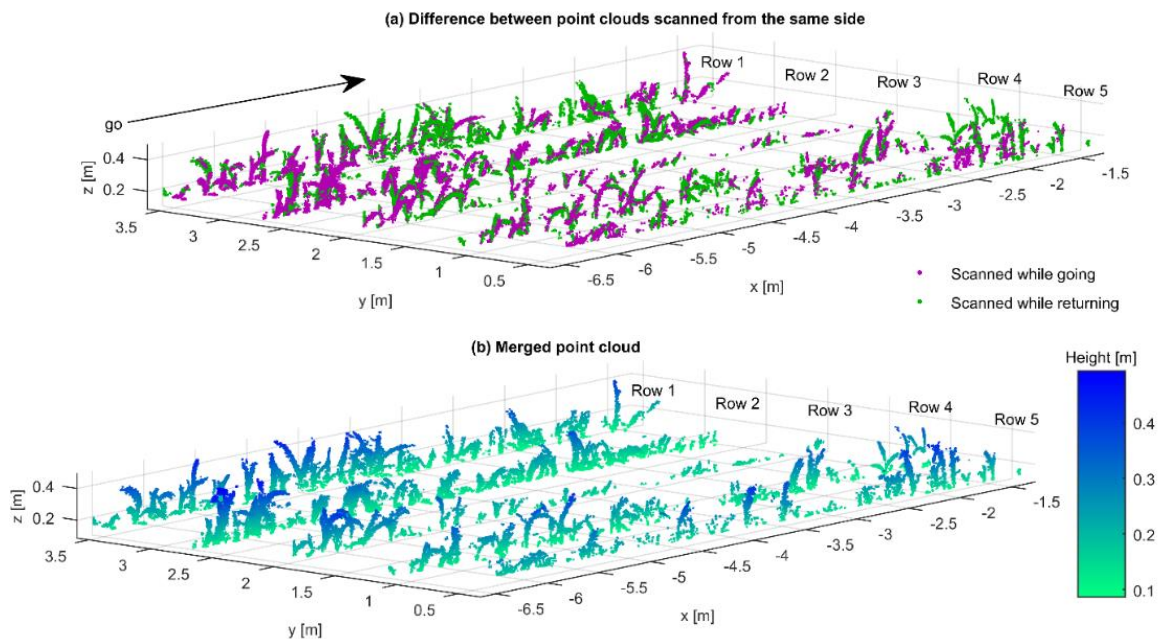 (a) Difference between point clouds scanned from the same side
Row 1
Row 2
Row 3
Row 4
Row 5
go
0.4
0.2
z [m]
3.5
3
2.5
2
1.5
1
0.5
y [m]
-6.5
-6
-5.5
-5
-4.5
-4
-3.5
-3
-2.5
-2
-1.5
x [m]
Scanned while going
Scanned while returning
(b) Merged point cloud
Height [m]
0.4
0.3
0.2
0.1
Row 1
Row 2
Row 3
Row 4
Row 5
0.4
0.2
z [m]
3.5
3
2.5
2
1.5
1
0.5
y [m]
-6.5
-6
-5.5
-5
-4.5
-4
-3.5
-3
-2.5
-2
-1.5
x [m]